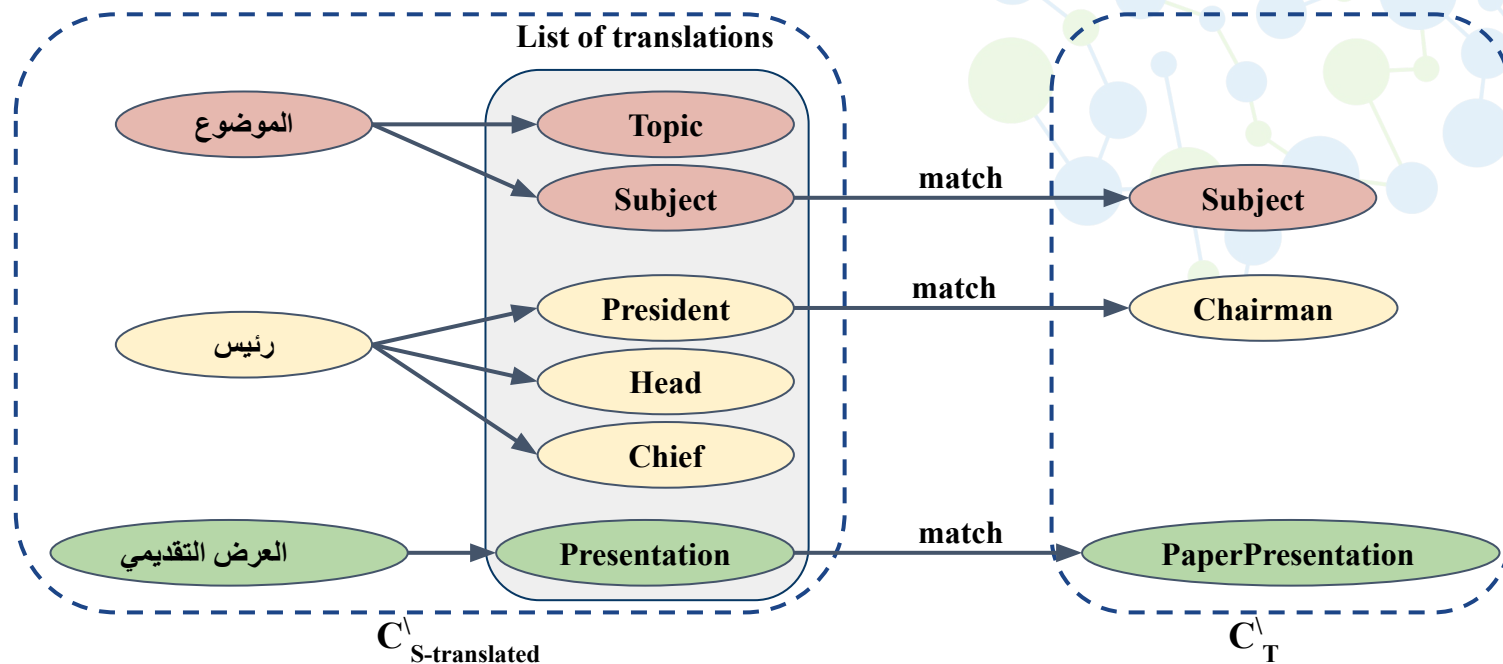 List of translations
الموضوع
Topic
Subject
match
Subject
رئيس
President
match
Chairman
Head
Chief
العرض التقديمي
Presentation
match
PaperPresentation
C\S-translated
C\T